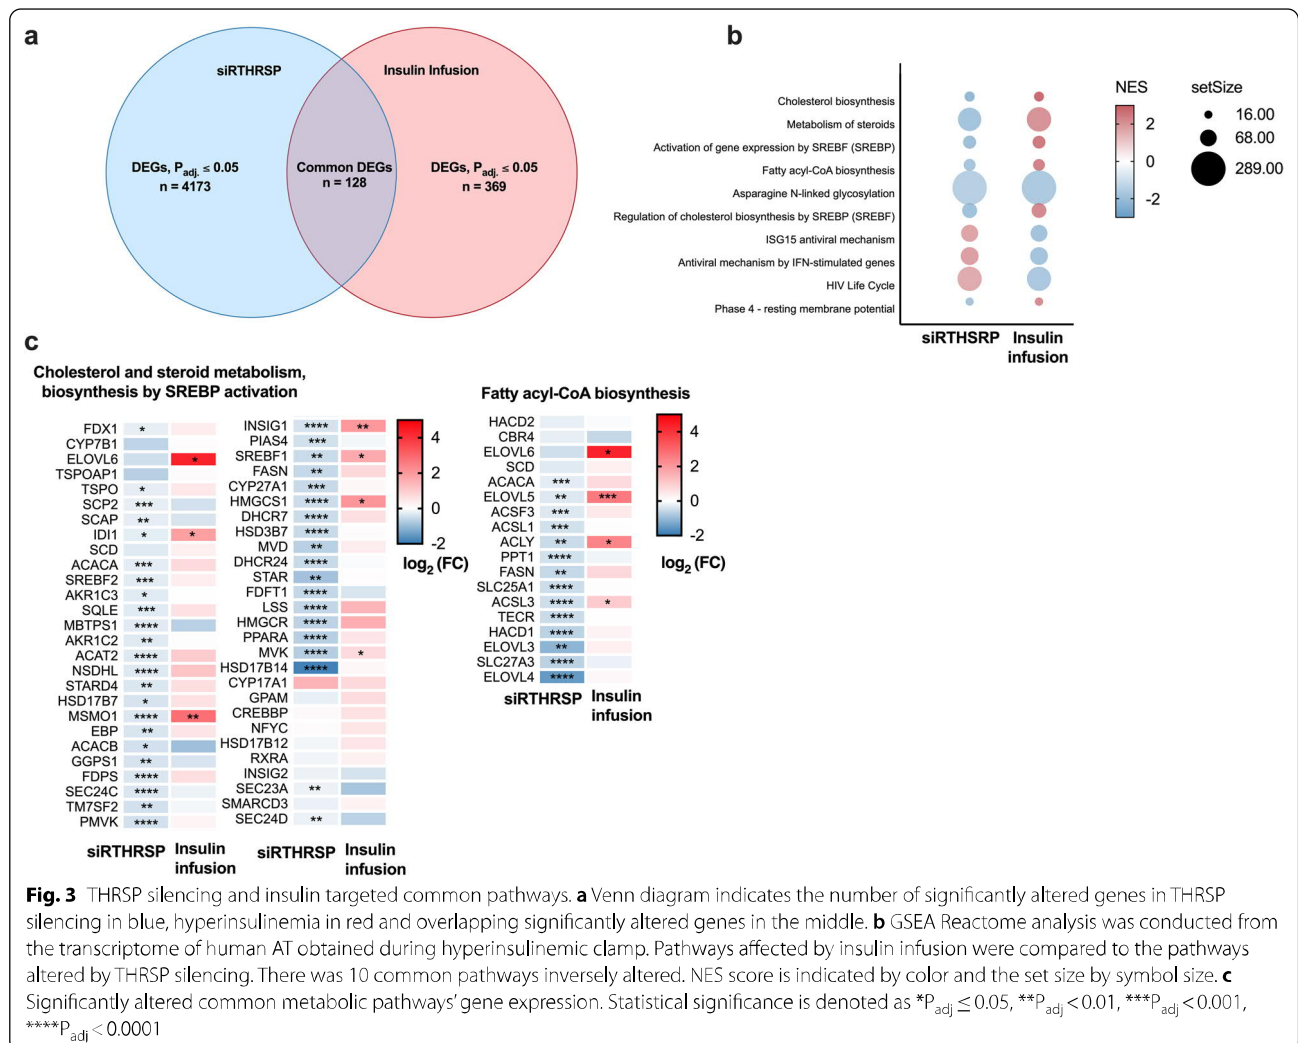 a
siRTHRSP
Insulin Infusion
DEGs, Padj. ≤ 0.05
n = 4173
Common DEGs
n = 128
DEGs, Padj. ≤ 0.05
n = 369
b
Cholesterol biosynthesis
Metabolism of steroids
Activation of gene expression by SREBF (SREBP)
Fatty acyl-CoA biosynthesis
Asparagine N-linked glycosylation
Regulation of cholesterol biosynthesis by SREBP (SREBF)
ISG15 antiviral mechanism
Antiviral mechanism by IFN-stimulated genes
HIV Life Cycle
Phase 4 - resting membrane potential
siRTHSRP
Insulin
infusion
NES
2
0
-2
setSize
16.00
68.00
289.00
c
Cholesterol and steroid metabolism,
biosynthesis by SREBP activation
FDX1 *
CYP7B1
ELOVL6 *
TSPOAP1
TSPO *
SCP2 ***
SCAP **
IDI1 * *
SCD
ACACA ***
SREBF2 ***
AKR1C3 *
SQLE ***
MBTPS1 ****
AKR1C2 **
ACAT2 ****
NSDHL ****
STARD4 **
HSD17B7 *
MSMO1 **** **
EBP **
ACACB *
GGPS1 **
FDPS ****
SEC24C ****
TM7SF2 **
PMVK ****
siRTHRSP
Insulin
infusion
INSIG1 **** **
PIAS4 ***
SREBF1 ** *
FASN **
CYP27A1 ***
HMGCS1 **** *
DHCR7 ****
HSD3B7 ****
MVD **
DHCR24 ****
STAR **
FDFT1 ****
LSS ****
HMGCR ****
PPARA ****
MVK **** *
HSD17B14 ****
CYP17A1
GPAM
CREBBP
NFYC
HSD17B12
RXRA
INSIG2
SEC23A **
SMARCD3
SEC24D **
siRTHRSP
Insulin
infusion
4
2
0
-2
log2 (FC)
Fatty acyl-CoA biosynthesis
HACD2
CBR4
ELOVL6 *
SCD
ACACA ***
ELOVL5 ** ***
ACSF3 ***
ACSL1 ***
ACLY ** *
PPT1 ****
FASN **
SLC25A1 ****
ACSL3 **** *
TECR ****
HACD1 ****
ELOVL3 **
SLC27A3 ****
ELOVL4 ****
siRTHRSP
Insulin
infusion
4
2
0
-2
log2 (FC)
Fig. 3 THRSP silencing and insulin targeted common pathways. a Venn diagram indicates the number of significantly altered genes in THRSP
silencing in blue, hyperinsulinemia in red and overlapping significantly altered genes in the middle. b GSEA Reactome analysis was conducted from
the transcriptome of human AT obtained during hyperinsulinemic clamp. Pathways affected by insulin infusion were compared to the pathways
altered by THRSP silencing. There was 10 common pathways inversely altered. NES score is indicated by color and the set size by symbol size. c
Significantly altered common metabolic pathways' gene expression. Statistical significance is denoted as *Padj ≤ 0.05, **Padj < 0.01, ***Padj < 0.001,
****Padj < 0.0001